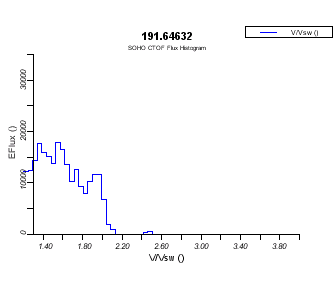 V/Vsw ()
191.64632
SOHO CTOF Flux Histogram
EFlux ()
30000
20000
10000
0
1.40 1.80 2.20 2.60 3.00 3.40 3.80
V/Vsw ()